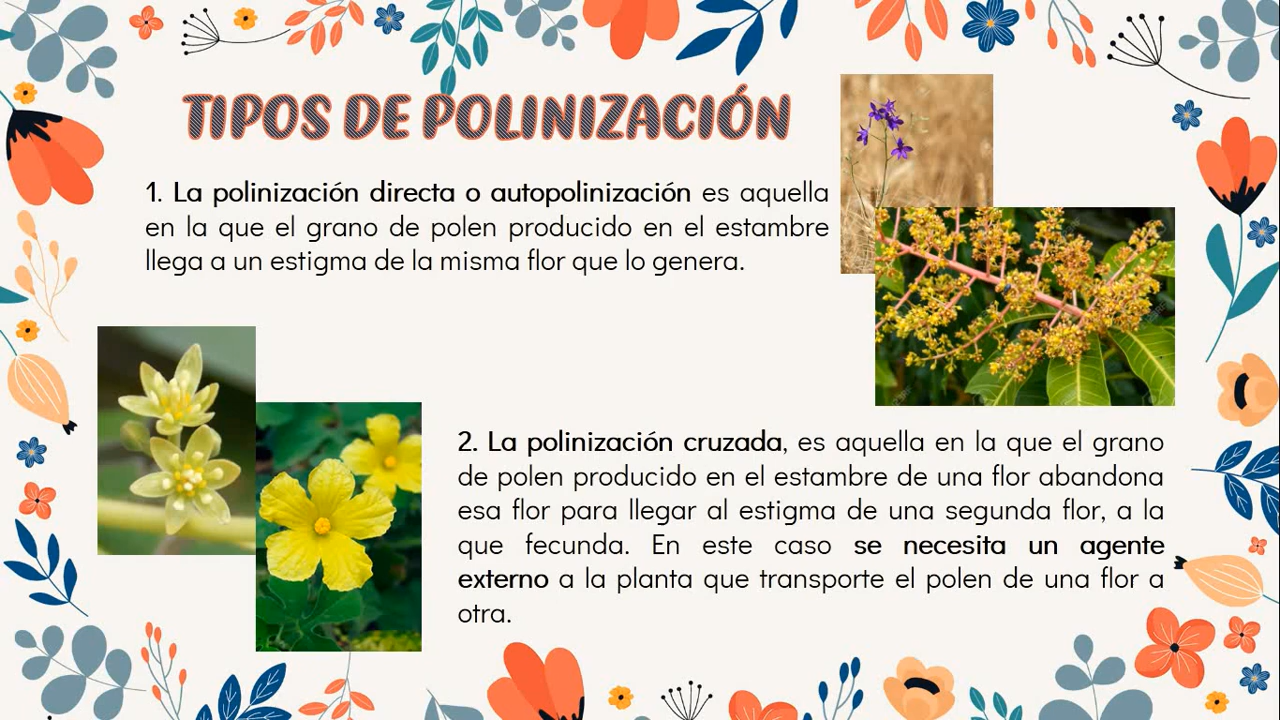 TIPOS DE POLINIZACIÓN
1. La polinización directa o autopolinización es aquella
en la que el grano de polen producido en el estambre
llega a un estigma de la misma flor que lo genera.
2. La polinización cruzada, es aquella en la que el grano
de polen producido en el estambre de una flor abandona
esa flor para llegar al estigma de una segunda flor, a la
que fecunda. En este caso se necesita un agente
externo a la planta que transporte el polen de una flor a
otra.